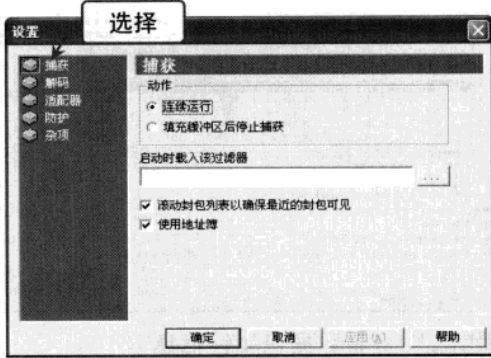 选择
设置
捕获
解码
适配器
防护
杂项
捕获
动作
连续运行
填充缓冲区后停止捕获
启动时载入该过滤器
...
滚动封包列表以确保最近的封包可见
使用地址簿
确定
取消
应用(A)
帮助